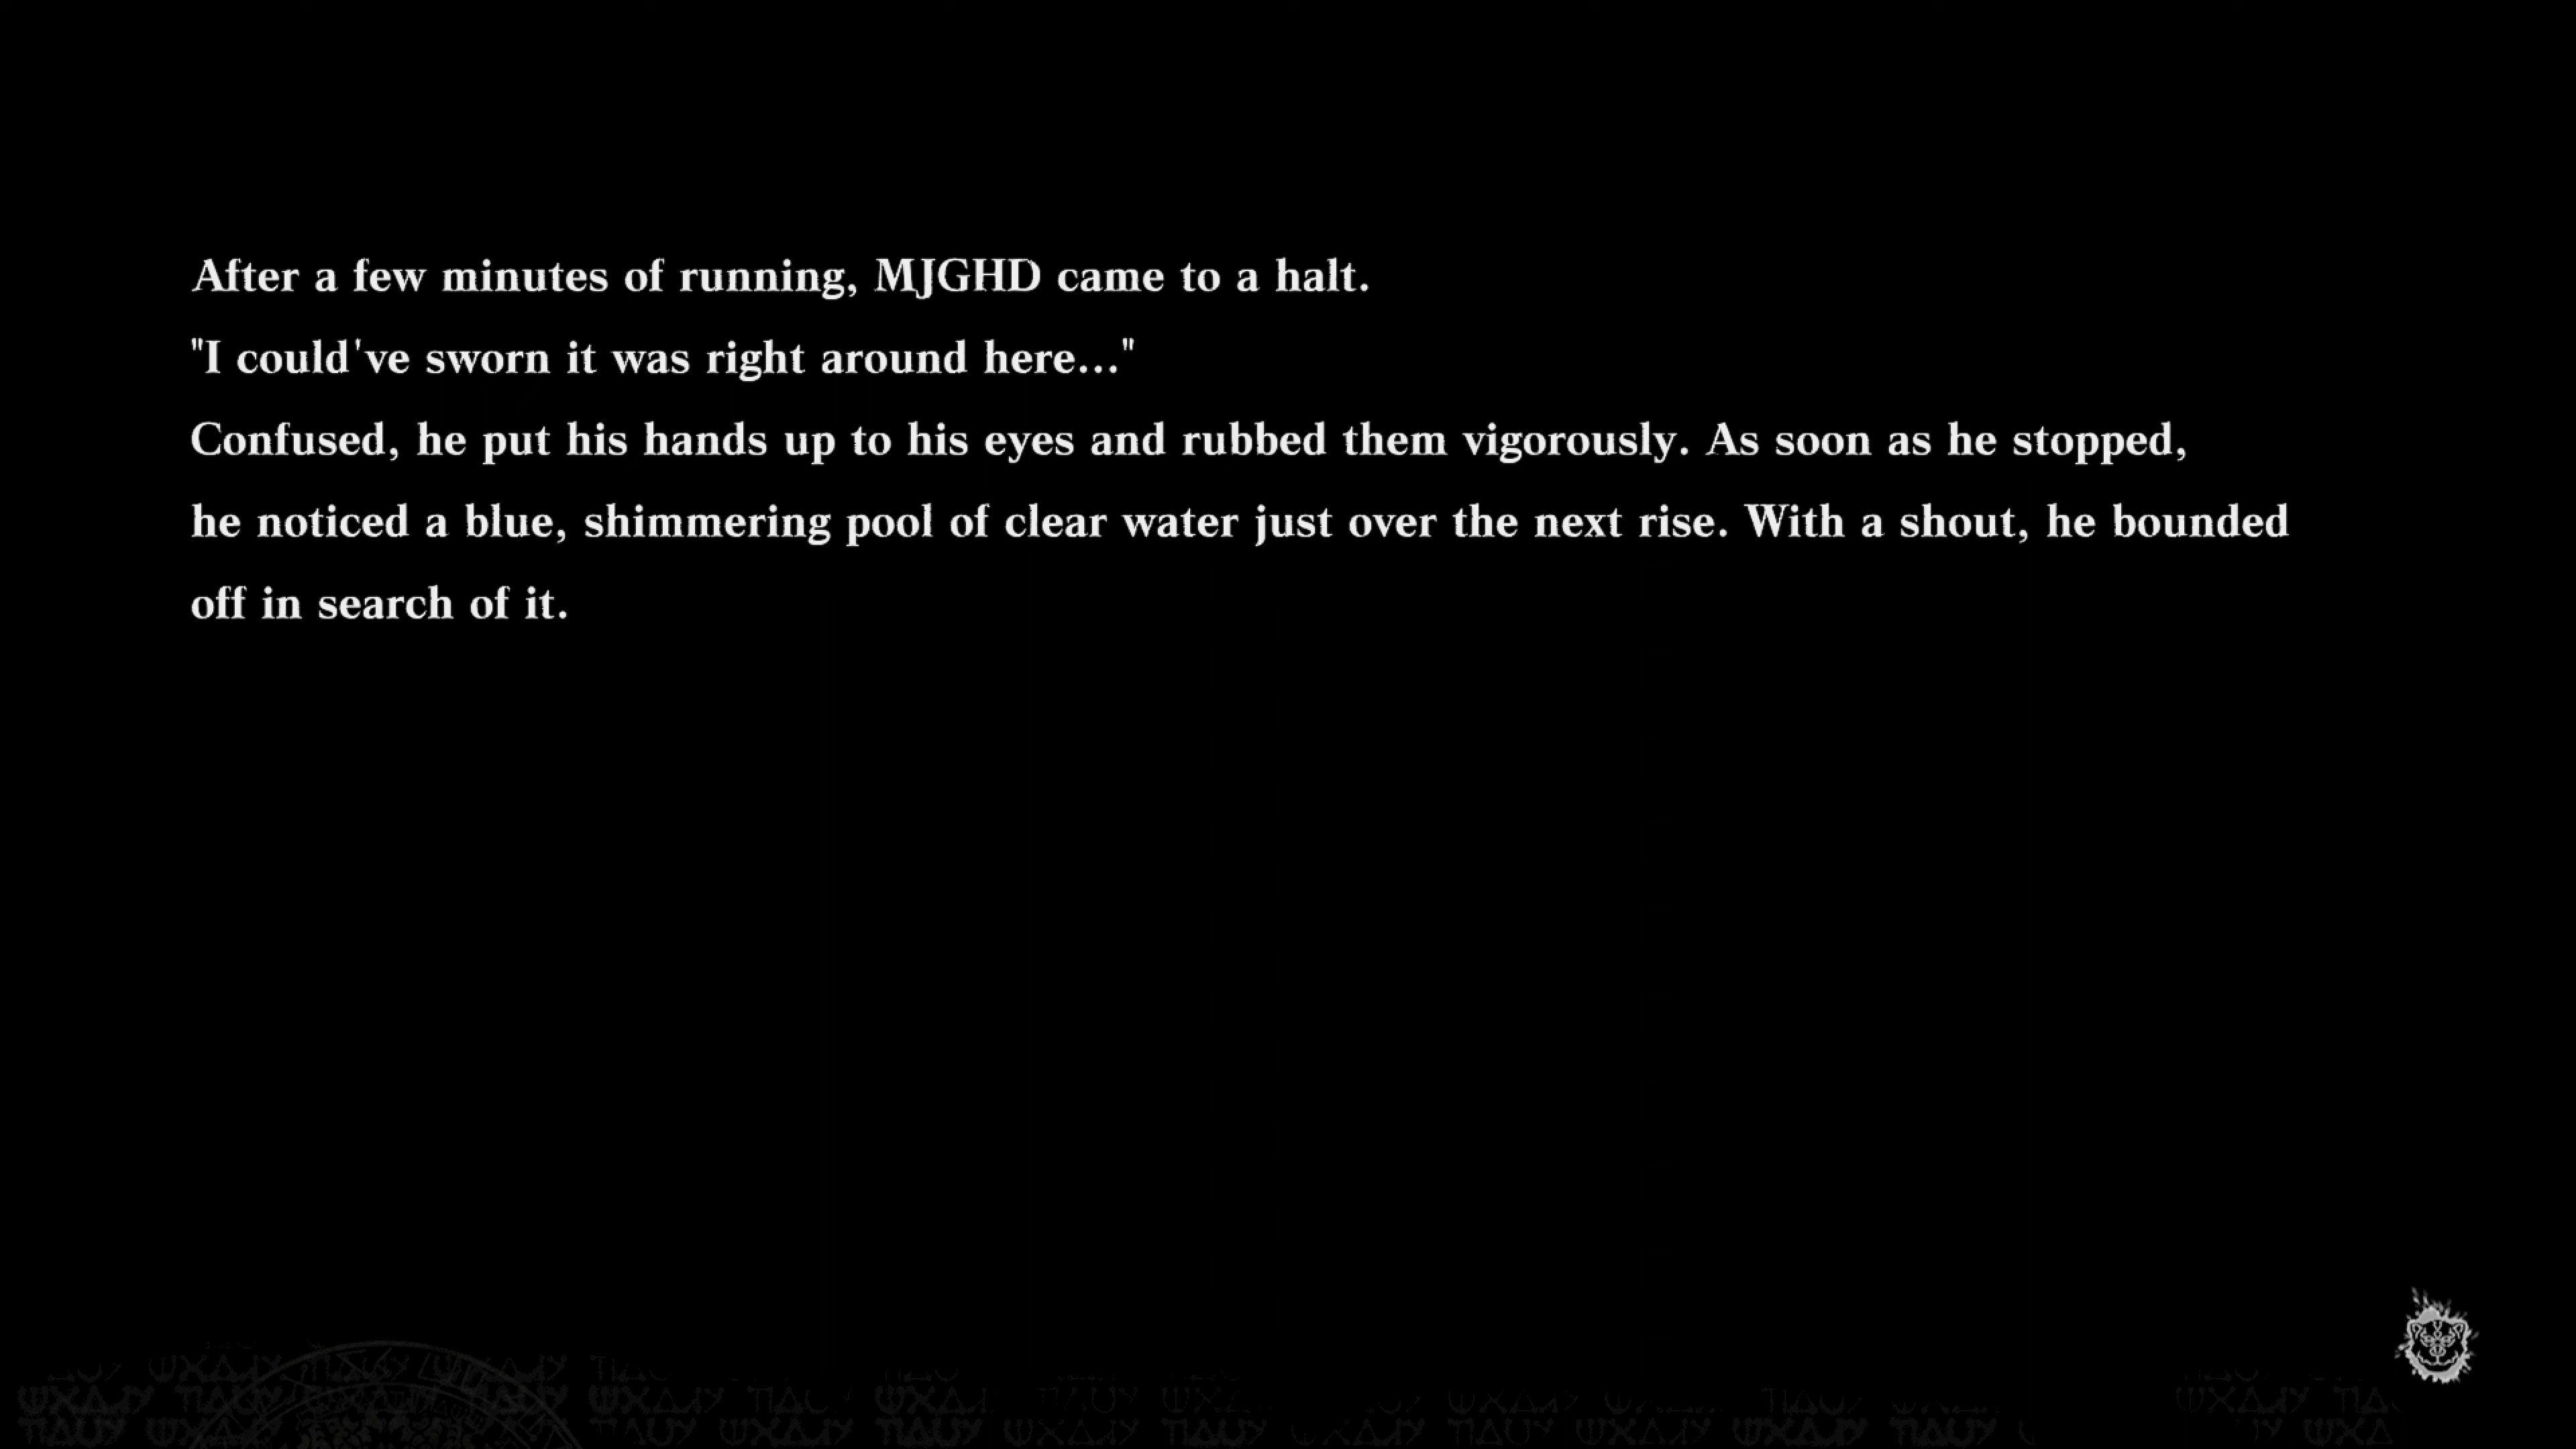 After a few minutes of running, MJGHD came to a halt.
"I could've sworn it was right around here..."
Confused, he put his hands up to his eyes and rubbed them vigorously. As soon as he stopped,
he noticed a blue, shimmering pool of clear water just over the next rise. With a shout, he bounded
off in search of it.